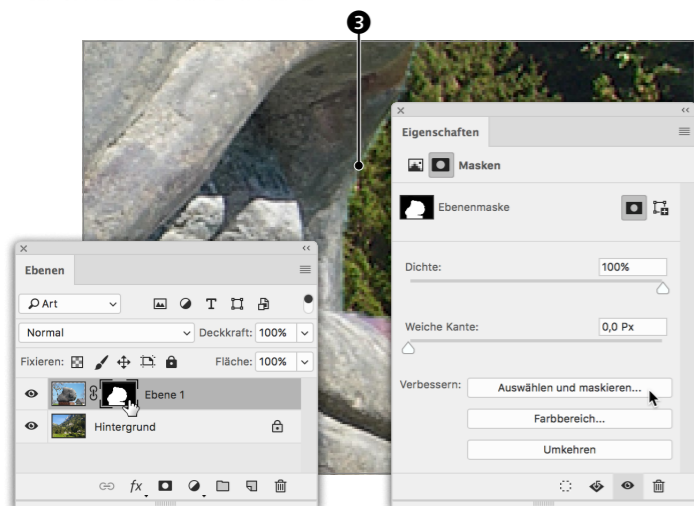 3
Eigenschaften
Masken
Ebenenmaske
Dichte: 100%
Weiche Kante: 0,0 Px
Verbessern: Auswählen und maskieren...
Farbbereich...
Umkehren
Ebenen
Art
Normal Deckkraft: 100%
Fixieren: Fläche: 100%
Ebene 1
Hintergrund
fx